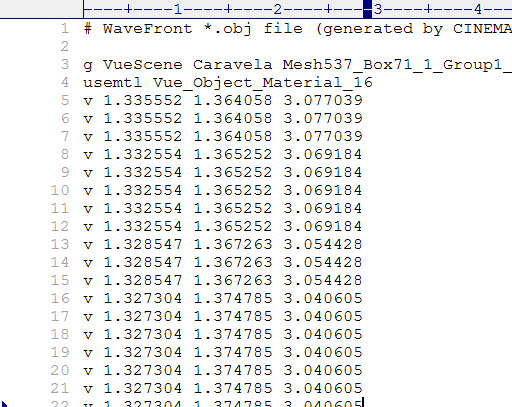 ----+----1----+----2----+----3----+----4----
1 # WaveFront *.obj file (generated by CINEMA
2
3 g VueScene Caravela Mesh537_Box71_1_Group1_
4 usemtl Vue_Object_Material_16
5 v 1.335552 1.364058 3.077039
6 v 1.335552 1.364058 3.077039
7 v 1.335552 1.364058 3.077039
8 v 1.332554 1.365252 3.069184
9 v 1.332554 1.365252 3.069184
10 v 1.332554 1.365252 3.069184
11 v 1.332554 1.365252 3.069184
12 v 1.332554 1.365252 3.069184
13 v 1.328547 1.367263 3.054428
14 v 1.328547 1.367263 3.054428
15 v 1.328547 1.367263 3.054428
16 v 1.327304 1.374785 3.040605
17 v 1.327304 1.374785 3.040605
18 v 1.327304 1.374785 3.040605
19 v 1.327304 1.374785 3.040605
20 v 1.327304 1.374785 3.040605
21 v 1.327304 1.374785 3.040605
22 v 1.327304 1.374785 3.040605